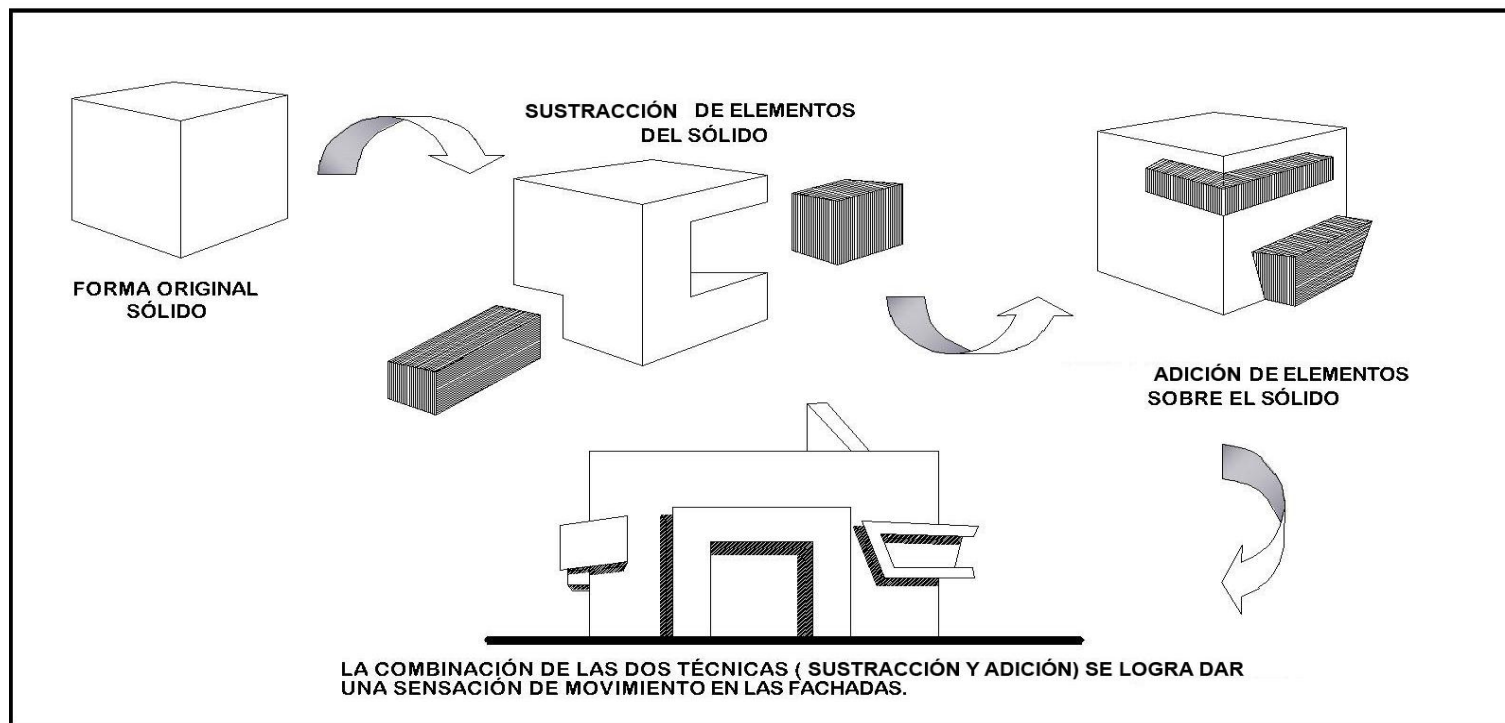 FORMA ORIGINAL
SÓLIDO
SUSTRACCIÓN DE ELEMENTOS
DEL SÓLIDO
ADICIÓN DE ELEMENTOS
SOBRE EL SÓLIDO
LA COMBINACIÓN DE LAS DOS TÉCNICAS ( SUSTRACCIÓN Y ADICIÓN) SE LOGRA DAR
UNA SENSACIÓN DE MOVIMIENTO EN LAS FACHADAS.